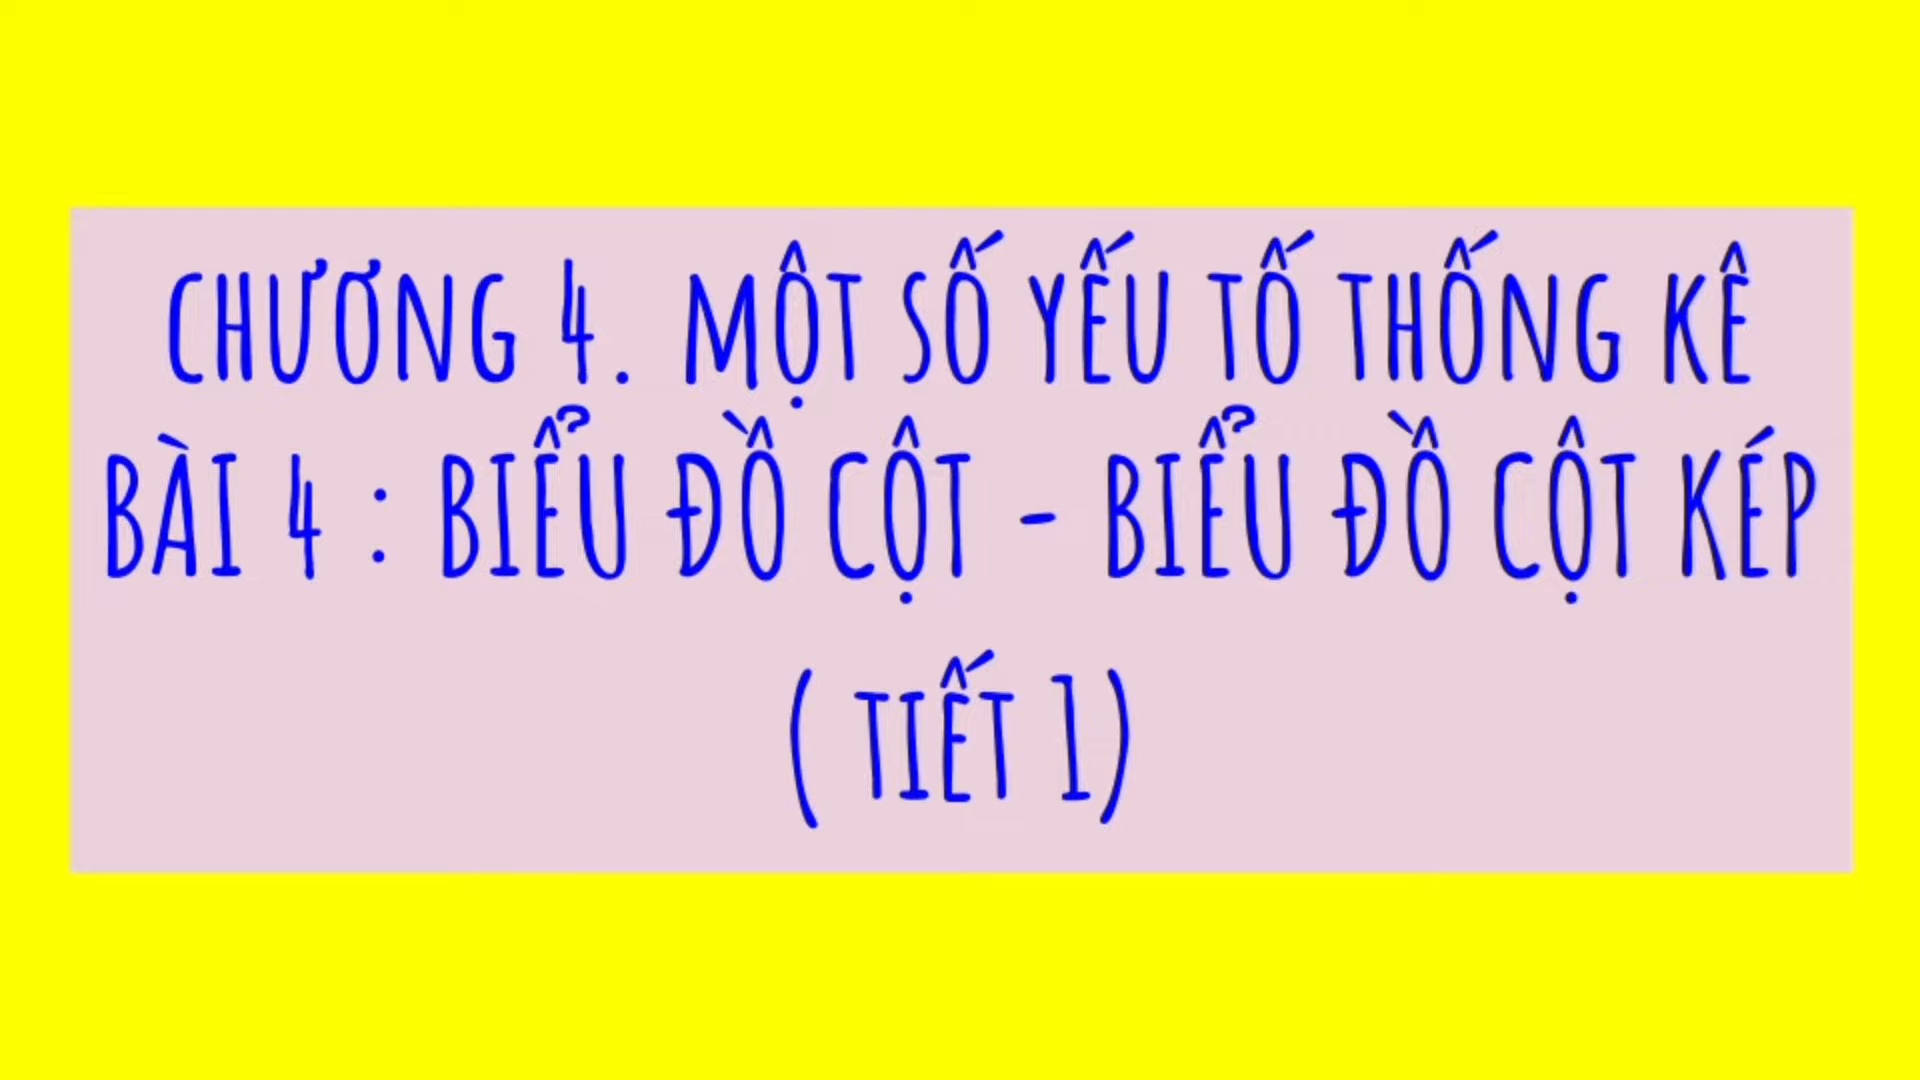 CHƯƠNG 4. MỘT SỐ YẾU TỐ THỐNG KÊ
BÀI 4 : BIỂU ĐỒ CỘT - BIỂU ĐỒ CỘT KÉP
( TIẾT 1)